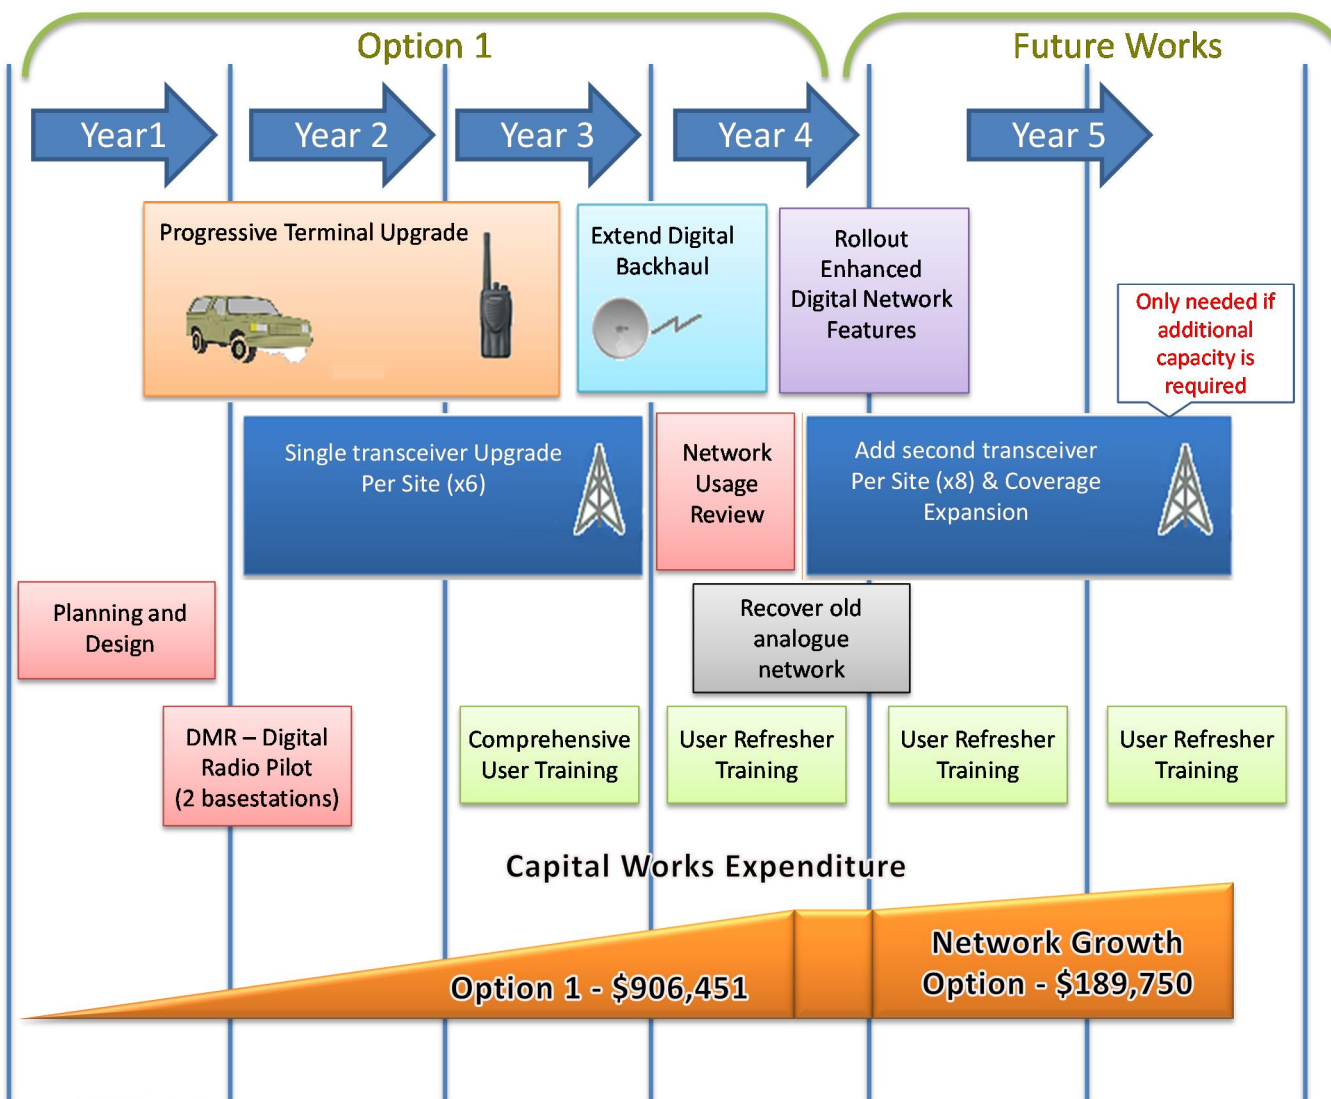 Option 1
Future Works
Year1
Year 2
Year 3
Year 4
Year 5
Progressive Terminal Upgrade
Extend Digital
Backhaul
Rollout
Enhanced
Digital Network
Features
Only needed if
additional
capacity is
required
Single transceiver Upgrade
Per Site (x6)
Network
Usage
Review
Add second transceiver
Per Site (x8) & Coverage
Expansion
Planning and
Design
Recover old
analogue
network
DMR – Digital
Radio Pilot
(2 basestations)
Comprehensive
User Training
User Refresher
Training
User Refresher
Training
User Refresher
Training
Capital Works Expenditure
Option 1 - $906,451
Network Growth
Option - $189,750